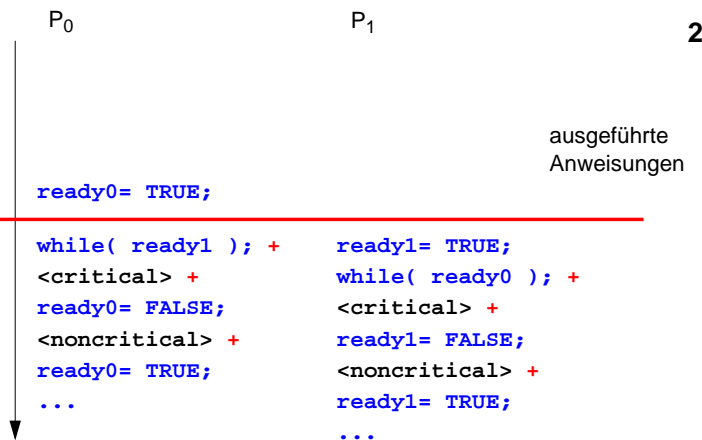 P0 P1
2
ausgeführte
Anweisungen
ready0= TRUE;
while( ready1 ); + ready1= TRUE;
<critical> + while( ready0 ); +
ready0= FALSE; <critical> +
<noncritical> + ready1= FALSE;
ready0= TRUE; <noncritical> +
... ready1= TRUE;
...